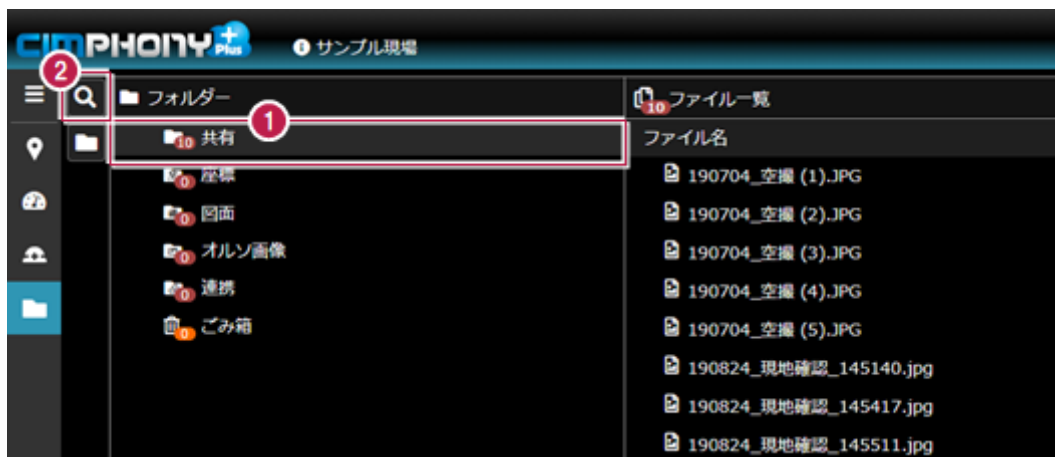 CIMPHONY Plus サンプル現場
2
フォルダー
10 ファイル一覧
1
10 共有
ファイル名
0 座標
190704_空撮 (1).JPG
0 図面
190704_空撮 (2).JPG
0 オルソ画像
190704_空撮 (3).JPG
0 連携
190704_空撮 (4).JPG
0 ごみ箱
190704_空撮 (5).JPG
190824_現地確認_145140.jpg
190824_現地確認_145417.jpg
190824_現地確認_145511.jpg